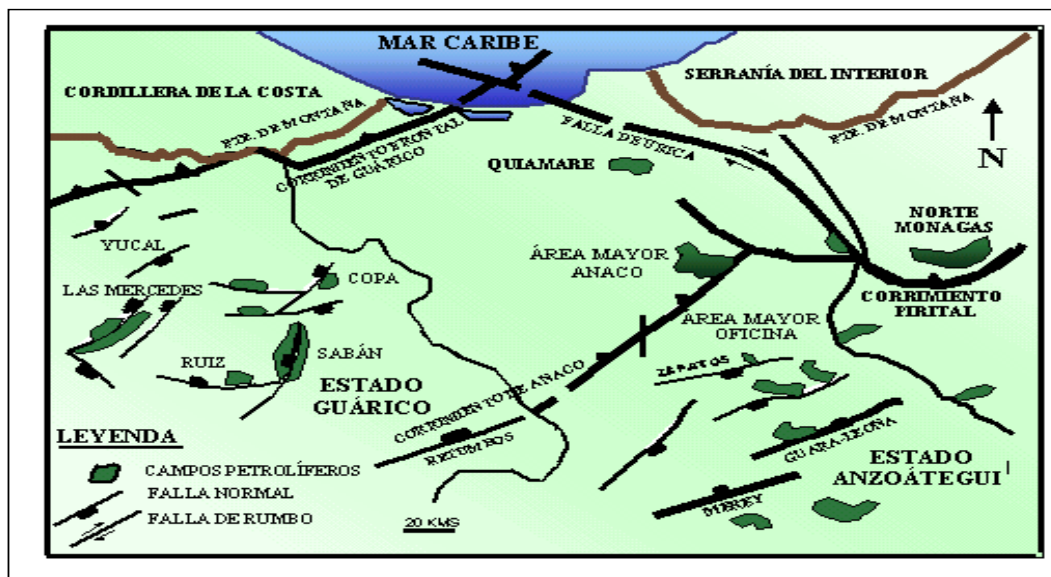 MAR CARIBE
CORDILLERA DE LA COSTA
SERRANÍA DEL INTERIOR
FTE. DE MONTAÑA
FTE. DE MONTAÑA
CORRIMIENTO FRONTAL
DE GUÁRICO
FALLA DE URICA
N
QUIAMARE
NORTE
MONAGAS
YUCAL
ÁREA MAYOR
ANACO
COPA
LAS MERCEDES
CORRIMIENTO
PIRITAL
ÁREA MAYOR
OFICINA
RUIZ
SABÁN
ZAPATOS
ESTADO
GUÁRICO
CORRIMIENTO DE ANACO
RETUMBOS
GUARA-LEONA
ESTADO
ANZOÁTEGUI
MEREY
LEYENDA
CAMPOS PETROLÍFEROS
FALLA NORMAL
FALLA DE RUMBO
20 KMS